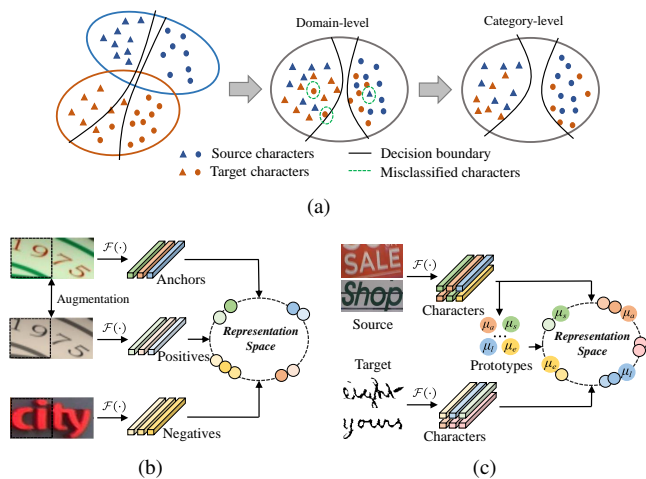 Domain-level
Category-level
Source characters
Target characters
Decision boundary
Misclassified characters
(a)
1975
F(·)
Anchors
Augmentation
1975
F(·)
Positives
Representation
Space
city
F(·)
Negatives
(b)
SALE
Shop
Source
F(·)
Characters
μₐ μₛ
...
μₗ μₑ
Prototypes
μₛ
μₐ
Representation
Space
μₑ
μₗ
Target
eight
yours
F(·)
Characters
(c)